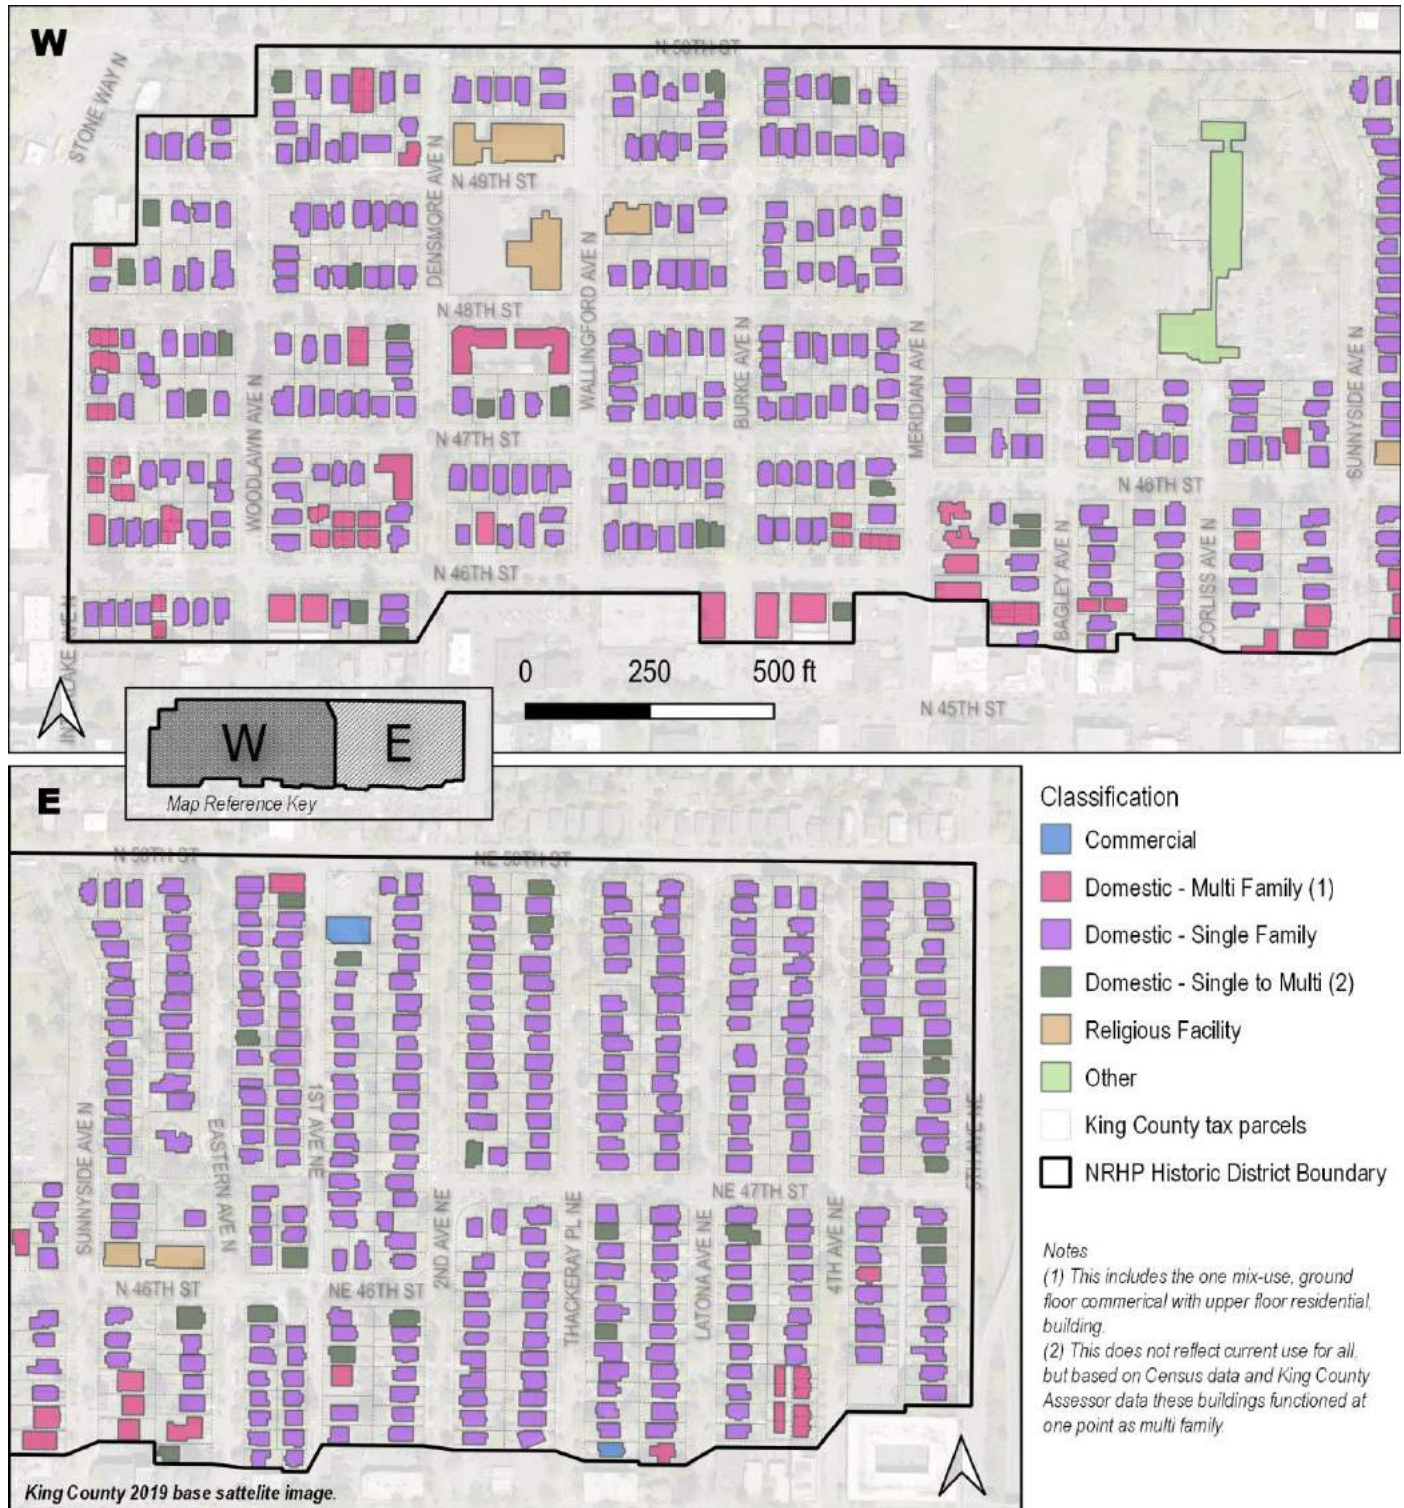 W
N 50TH ST
STONE WAY N
DENSMORE AVE N
N 49TH ST
WALLINGFORD AVE N
N 48TH ST
BURKE AVE N
MERIDIAN AVE N
SUNNYSIDE AVE N
WOODLAWN AVE N
N 47TH ST
N 46TH ST
BAGLEY AVE N
CORLISS AVE N
N 46TH ST
0 250 500 ft
N 45TH ST
W E
Map Reference Key
E
N 50TH ST
NE 50TH ST
SUNNYSIDE AVE N
EASTERN AVE N
1ST AVE NE
2ND AVE NE
THACKERAY PL NE
LATONA AVE NE
NE 47TH ST
4TH AVE NE
5TH AVE NE
N 46TH ST
NE 46TH ST
King County 2019 base sattelite image.
Classification
Commercial
Domestic - Multi Family (1)
Domestic - Single Family
Domestic - Single to Multi (2)
Religious Facility
Other
King County tax parcels
NRHP Historic District Boundary
Notes
(1) This includes the one mix-use, ground
floor commerical with upper floor residential,
building.
(2) This does not reflect current use for all,
but based on Census data and King County
Assessor data these buildings functioned at
one point as multi family.